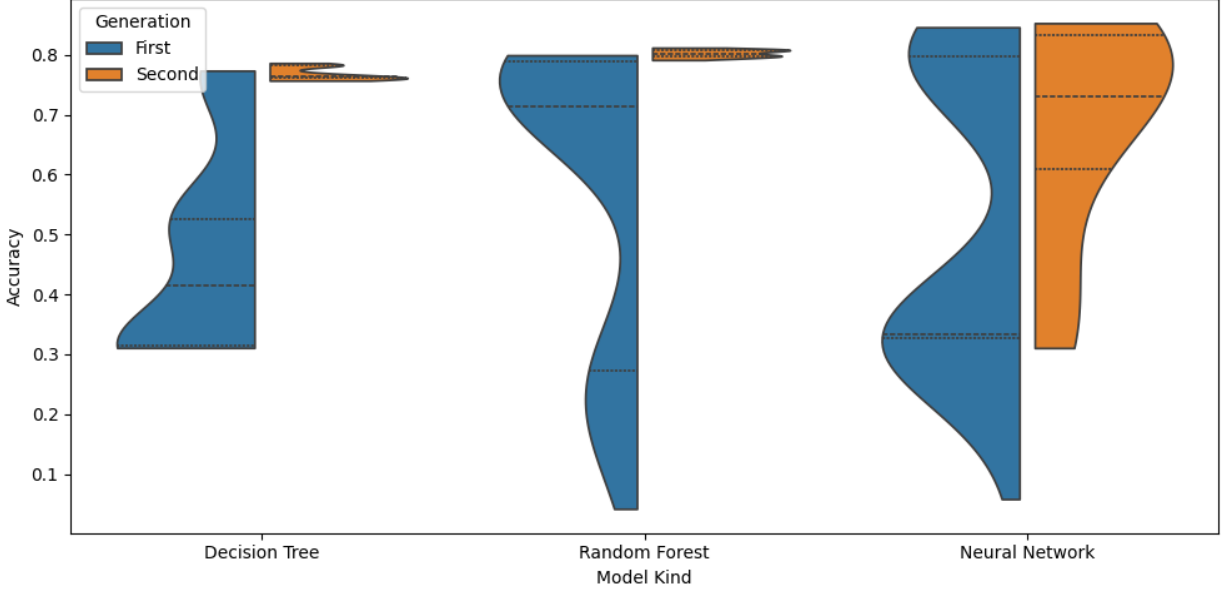 Generation
First
Second
Accuracy
0.8
0.7
0.6
0.5
0.4
0.3
0.2
0.1
Decision Tree
Random Forest
Neural Network
Model Kind